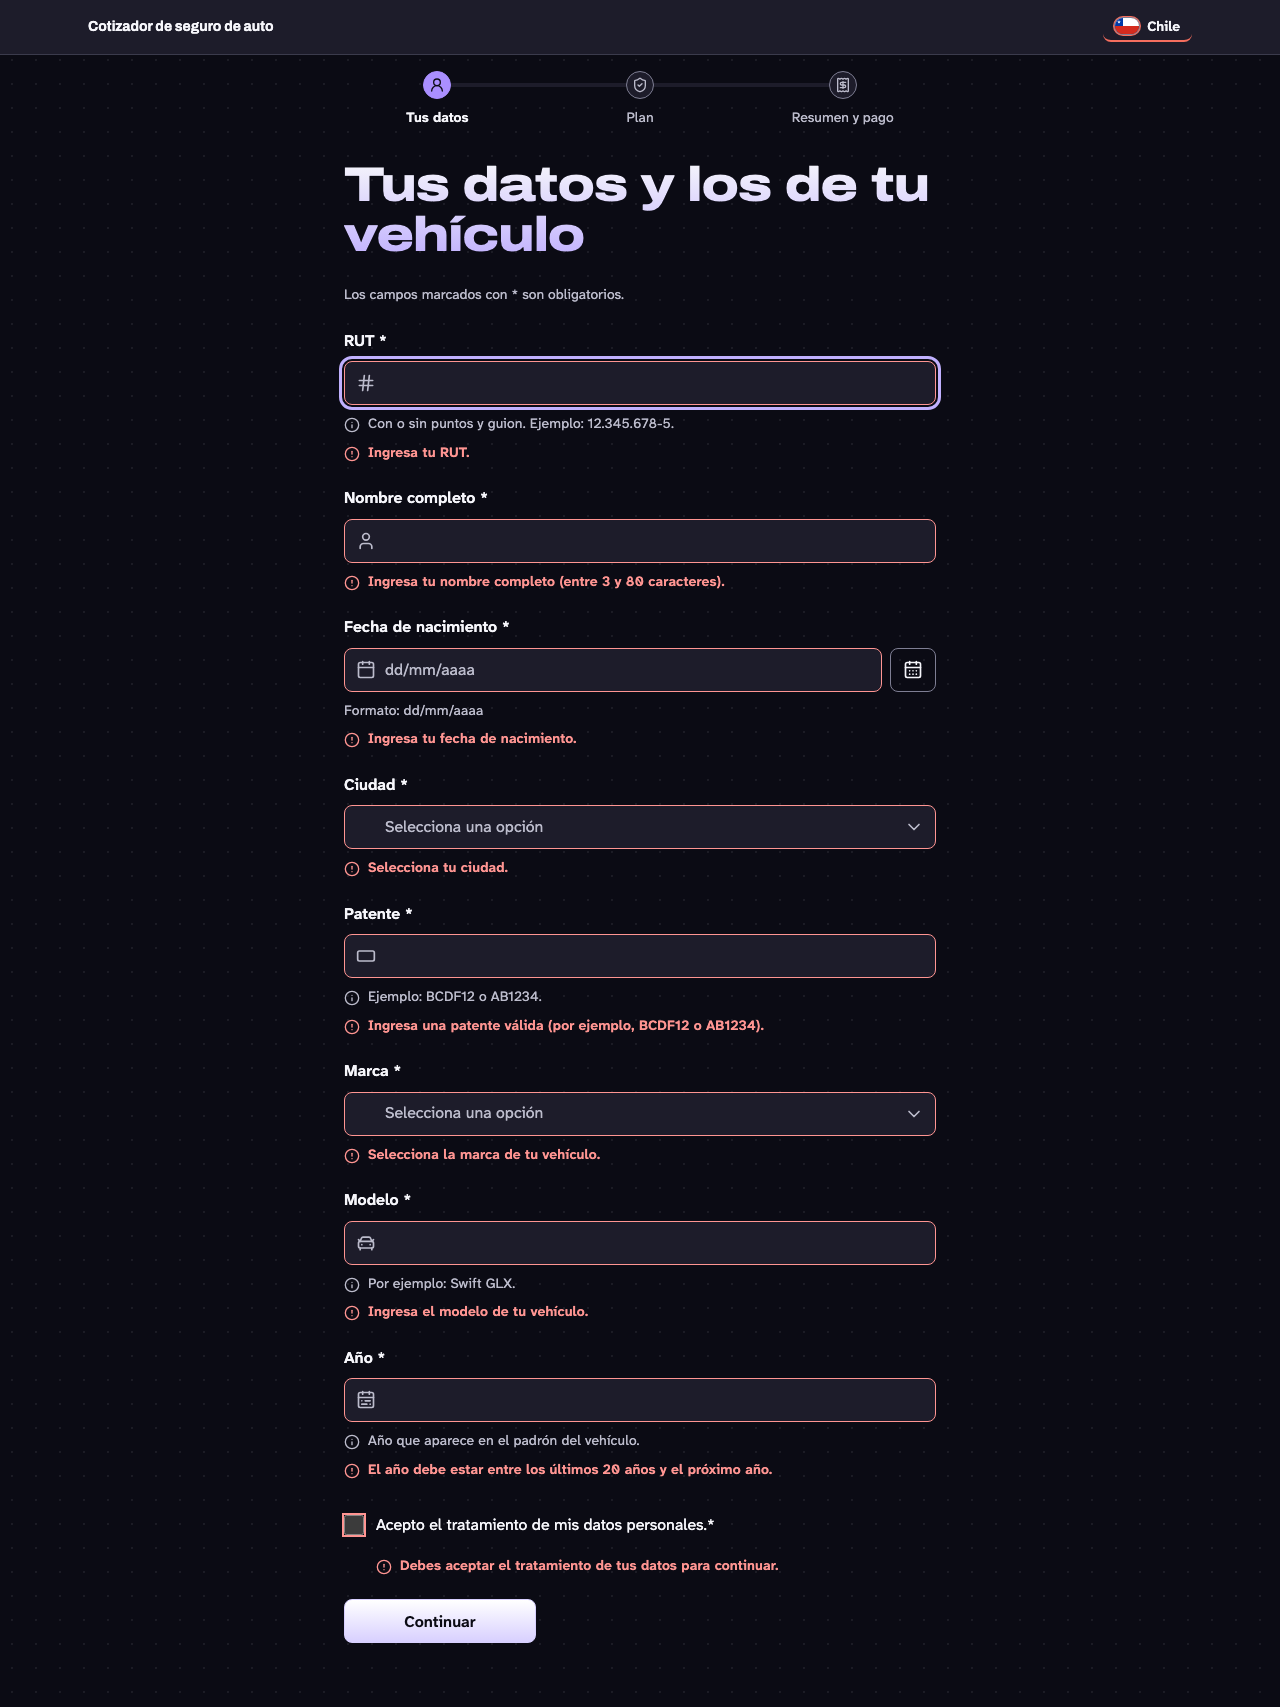 Cotizador de seguro de auto
Chile
Tus datos
Plan
Resumen y pago
Tus datos y los de tu
vehículo
Los campos marcados con * son obligatorios.
RUT *
Con o sin puntos y guion. Ejemplo: 12.345.678-5.
Ingresa tu RUT.
Nombre completo *
Ingresa tu nombre completo (entre 3 y 80 caracteres).
Fecha de nacimiento *
dd/mm/aaaa
Formato: dd/mm/aaaa
Ingresa tu fecha de nacimiento.
Ciudad *
Selecciona una opción
Selecciona tu ciudad.
Patente *
Ejemplo: BCDF12 o AB1234.
Ingresa una patente válida (por ejemplo, BCDF12 o AB1234).
Marca *
Selecciona una opción
Selecciona la marca de tu vehículo.
Modelo *
Por ejemplo: Swift GLX.
Ingresa el modelo de tu vehículo.
Año *
Año que aparece en el padrón del vehículo.
El año debe estar entre los últimos 20 años y el próximo año.
Acepto el tratamiento de mis datos personales.*
Debes aceptar el tratamiento de tus datos para continuar.
Continuar